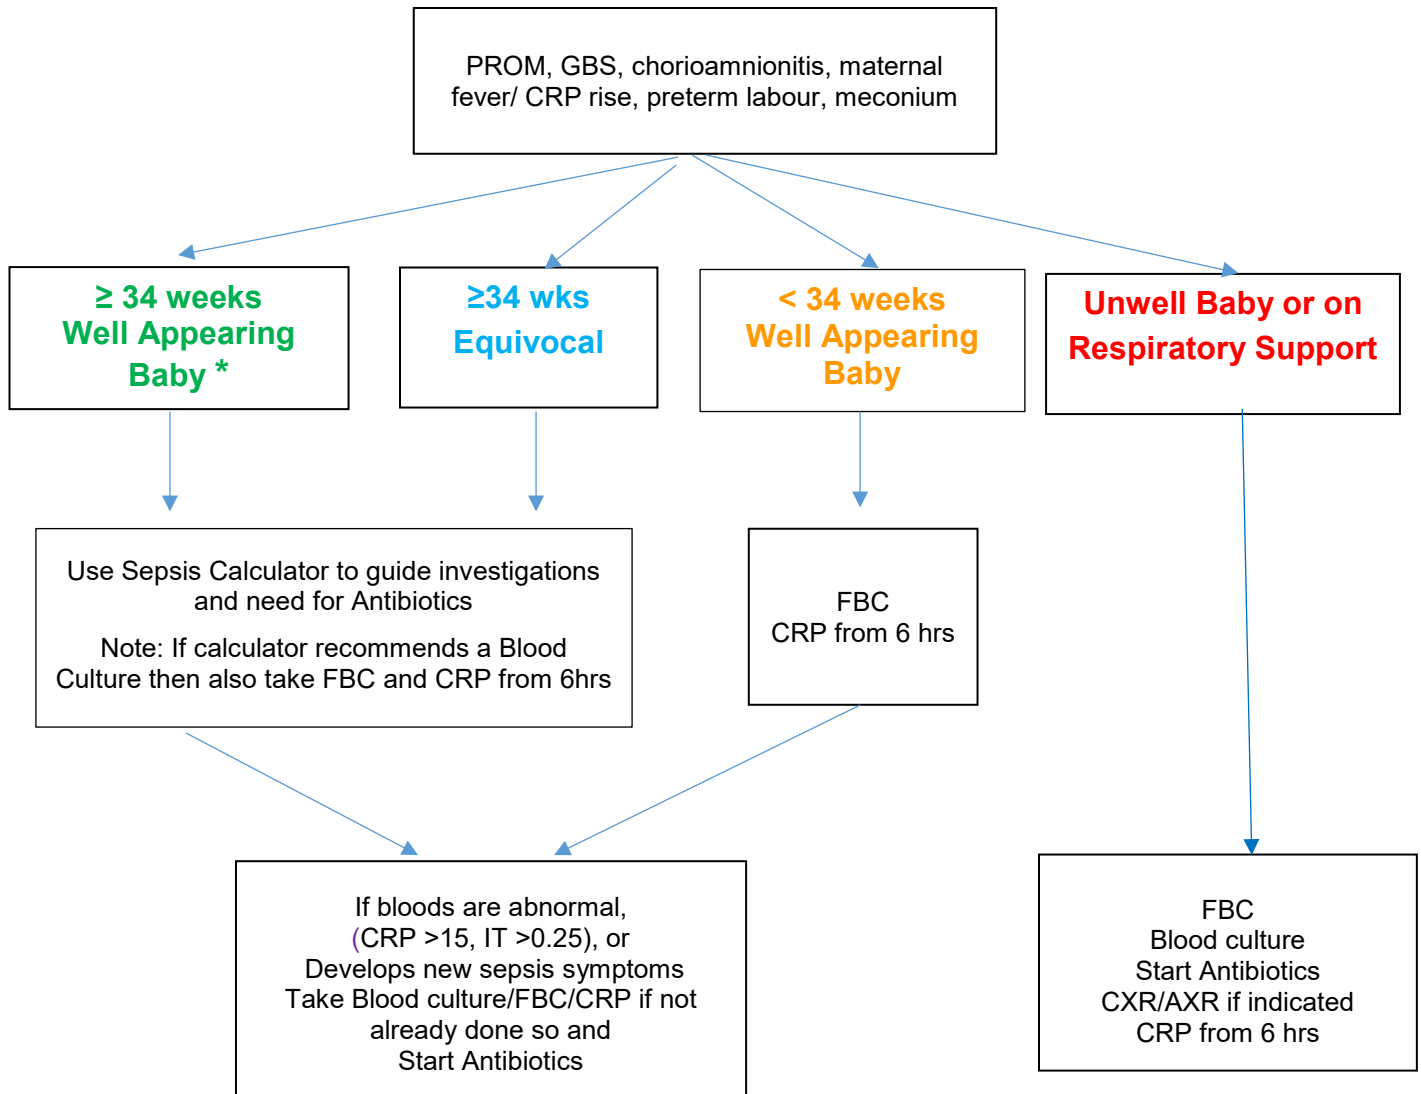 PROM, GBS, chorioamnionitis, maternal
fever/ CRP rise, preterm labour, meconium
≥ 34 weeks
Well Appearing
Baby *
≥34 wks
Equivocal
< 34 weeks
Well Appearing
Baby
Unwell Baby or on
Respiratory Support
Use Sepsis Calculator to guide investigations
and need for Antibiotics
Note: If calculator recommends a Blood
Culture then also take FBC and CRP from 6hrs
FBC
CRP from 6 hrs
If bloods are abnormal,
(CRP >15, IT >0.25), or
Develops new sepsis symptoms
Take Blood culture/FBC/CRP if not
already done so and
Start Antibiotics
FBC
Blood culture
Start Antibiotics
CXR/AXR if indicated
CRP from 6 hrs